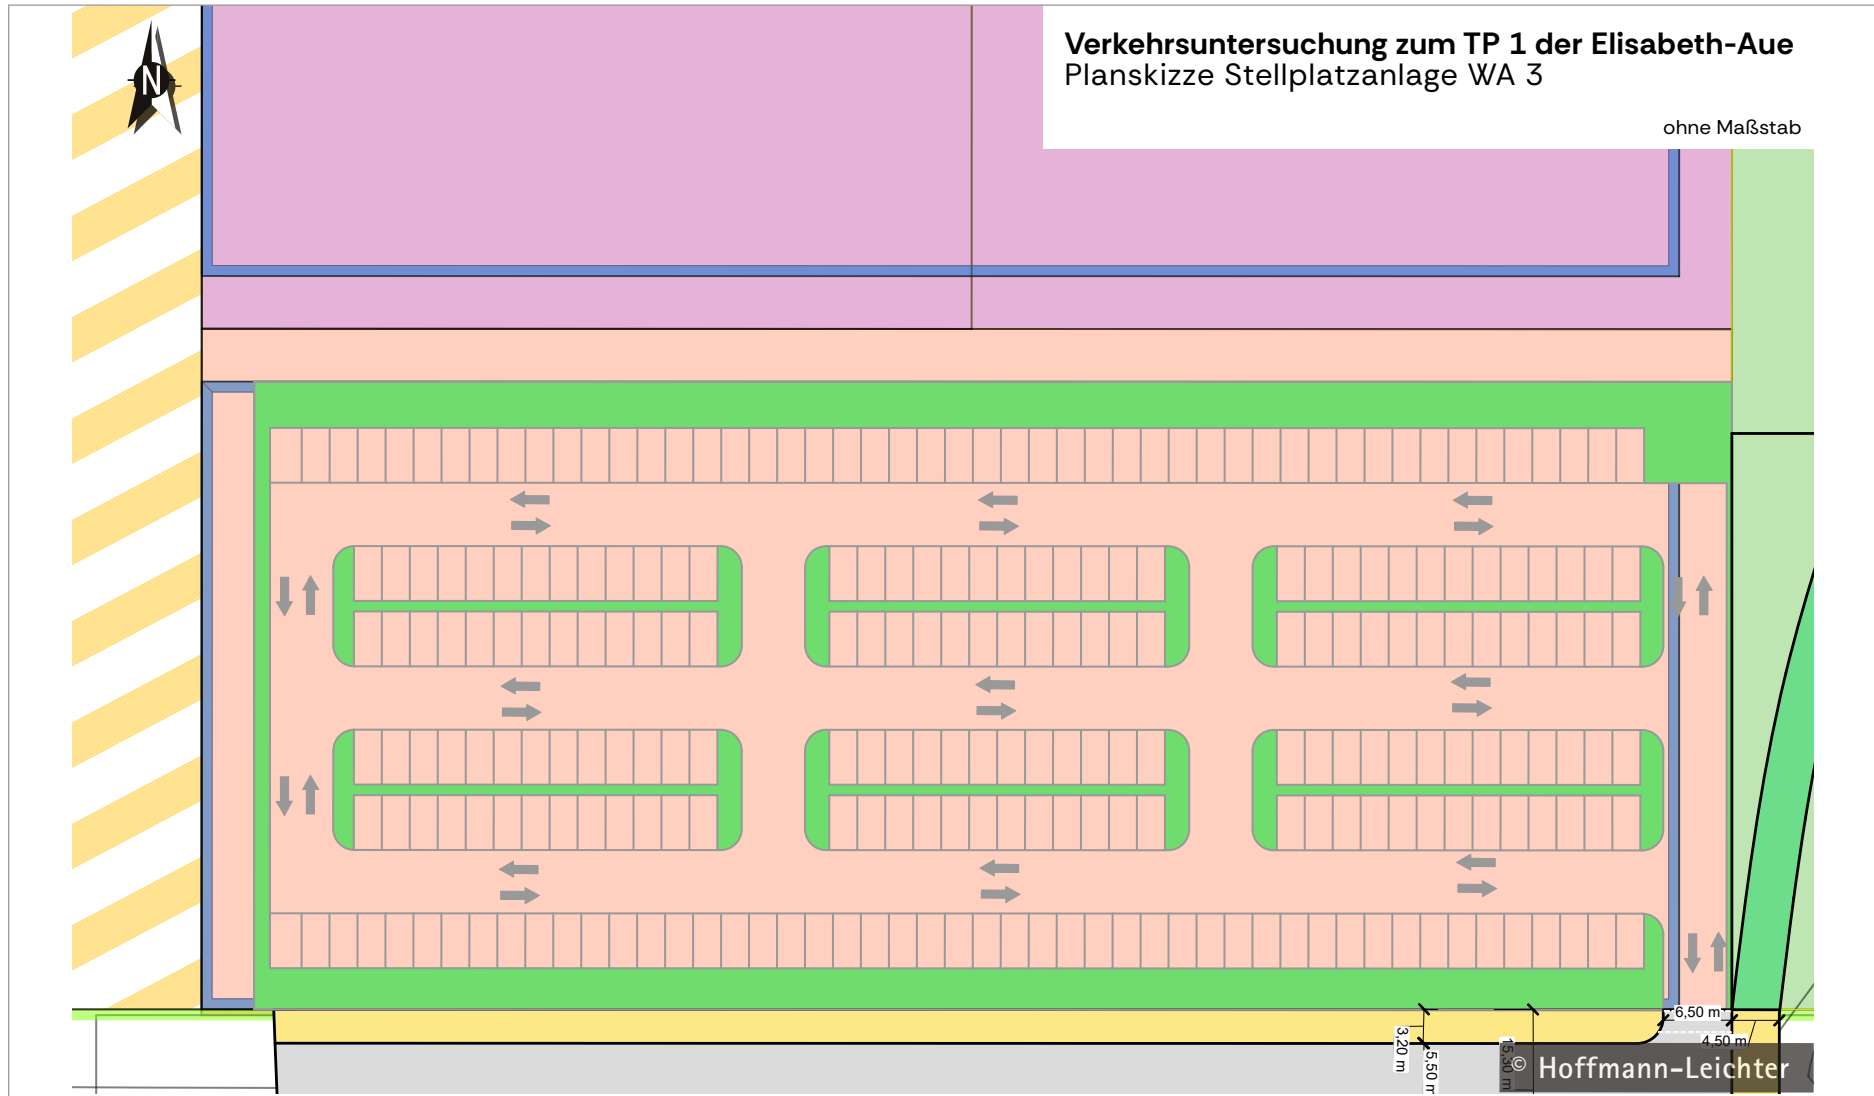 N
Verkehrsuntersuchung zum TP 1 der Elisabeth-Aue
Planskizze Stellplatzanlage WA 3
ohne Maßstab
6,50 m
4,50 m
3,20 m
5,50 m
15,30 m
© Hoffmann-Leichter